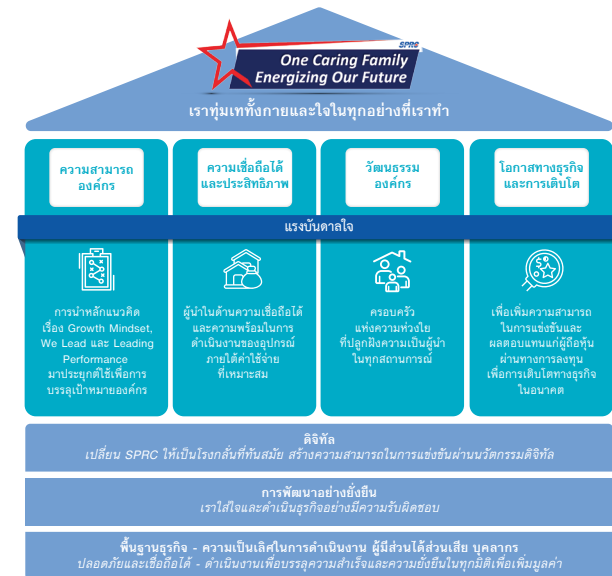 SPRC
One Caring Family
Energizing Our Future
เราทุ่มเททั้งกายและใจในทุกอย่างที่เราทำ
ความสามารถ
องค์กร
ความเชื่อถือได้
และประสิทธิภาพ
วัฒนธรรม
องค์กร
โอกาสทางธุรกิจ
และการเติบโต
แรงบันดาลใจ
การนำหลักแนวคิด
เรื่อง Growth Mindset,
We Lead และ Leading
Performance
มาประยุกต์ใช้เพื่อการ
บรรลุเป้าหมายองค์กร
ผู้นำในด้านความเชื่อถือได้
และความพร้อมในการ
ดำเนินงานของอุปกรณ์
ภายใต้ค่าใช้จ่าย
ที่เหมาะสม
ครอบครัว
แห่งความห่วงใย
ที่ปลูกฝังความเป็นผู้นำ
ในทุกสถานการณ์
เพื่อเพิ่มความสามารถ
ในการแข่งขันและ
ผลตอบแทนแก่ผู้ถือหุ้น
ผ่านทางการลงทุน
เพื่อการเติบโตทางธุรกิจ
ในอนาคต
ดิจิทัล
เปลี่ยน SPRC ให้เป็นโรงกลั่นที่ทันสมัย สร้างความสามารถในการแข่งขันผ่านนวัตกรรมดิจิทัล
การพัฒนาอย่างยั่งยืน
เราใส่ใจและดำเนินธุรกิจอย่างมีความรับผิดชอบ
พื้นฐานธุรกิจ - ความเป็นเลิศในการดำเนินงาน ผู้มีส่วนได้ส่วนเสีย บุคลากร
ปลอดภัยและเชื่อถือได้ - ดำเนินงานเพื่อบรรลุความสำเร็จและความยั่งยืนในทุกมิติเพื่อเพิ่มมูลค่า